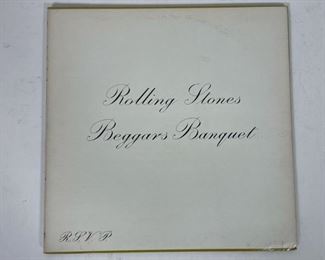 Rolling Stones
Beggars Banquet
R.S.V.P.